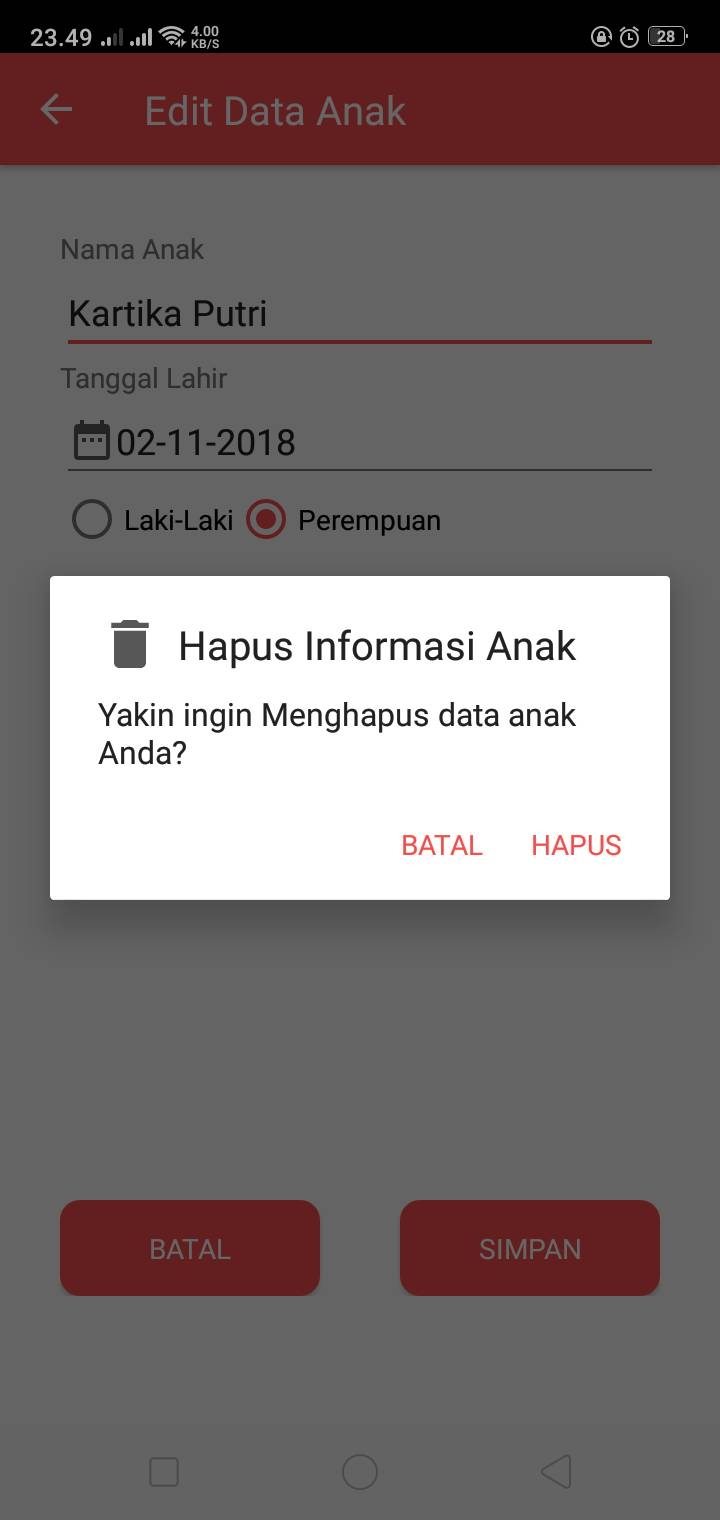 23.49 4.00 KB/S 28
Edit Data Anak
Nama Anak
Kartika Putri
Tanggal Lahir
02-11-2018
Laki-Laki Perempuan
Hapus Informasi Anak
Yakin ingin Menghapus data anak
Anda?
BATAL HAPUS
BATAL SIMPAN